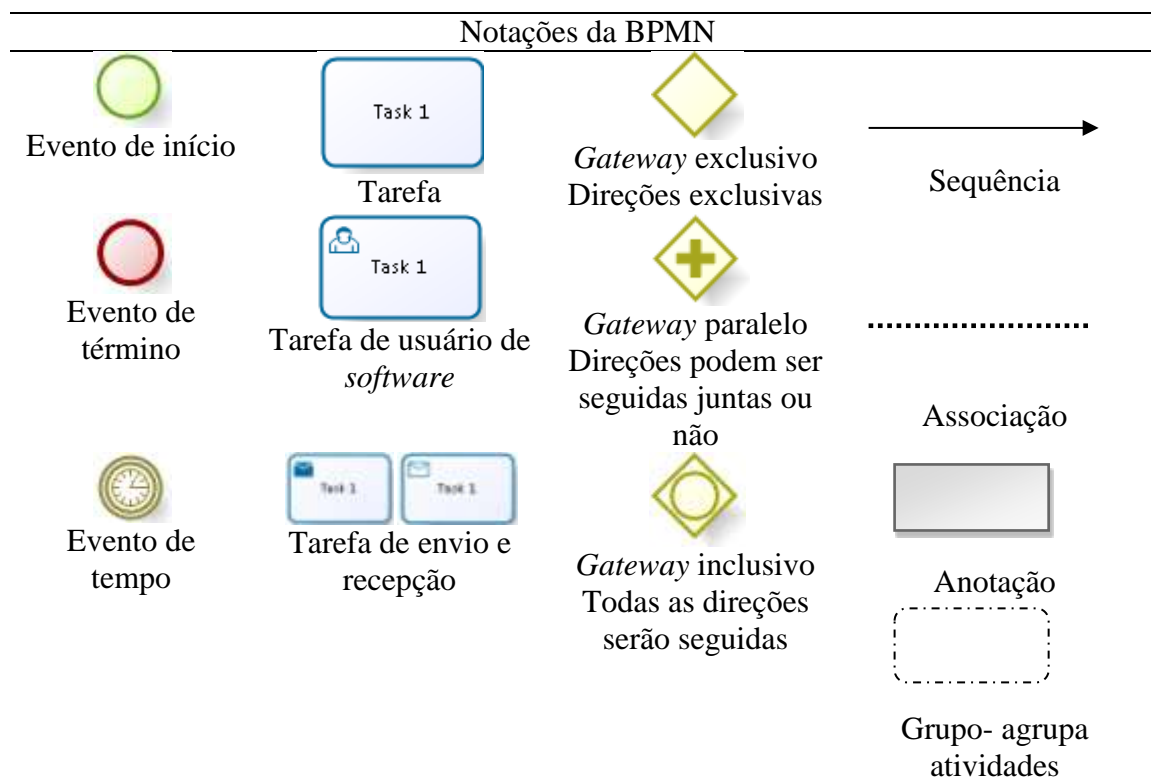 Notações da BPMN
Evento de início
Task 1
Tarefa
Gateway exclusivo
Direções exclusivas
Sequência
Evento de
término
Task 1
Tarefa de usuário de
software
Gateway paralelo
Direções podem ser
seguidas juntas ou
não
Associação
Evento de
tempo
Task 1
Task 1
Tarefa de envio e
recepção
Gateway inclusivo
Todas as direções
serão seguidas
Anotação
Grupo- agrupa
atividades